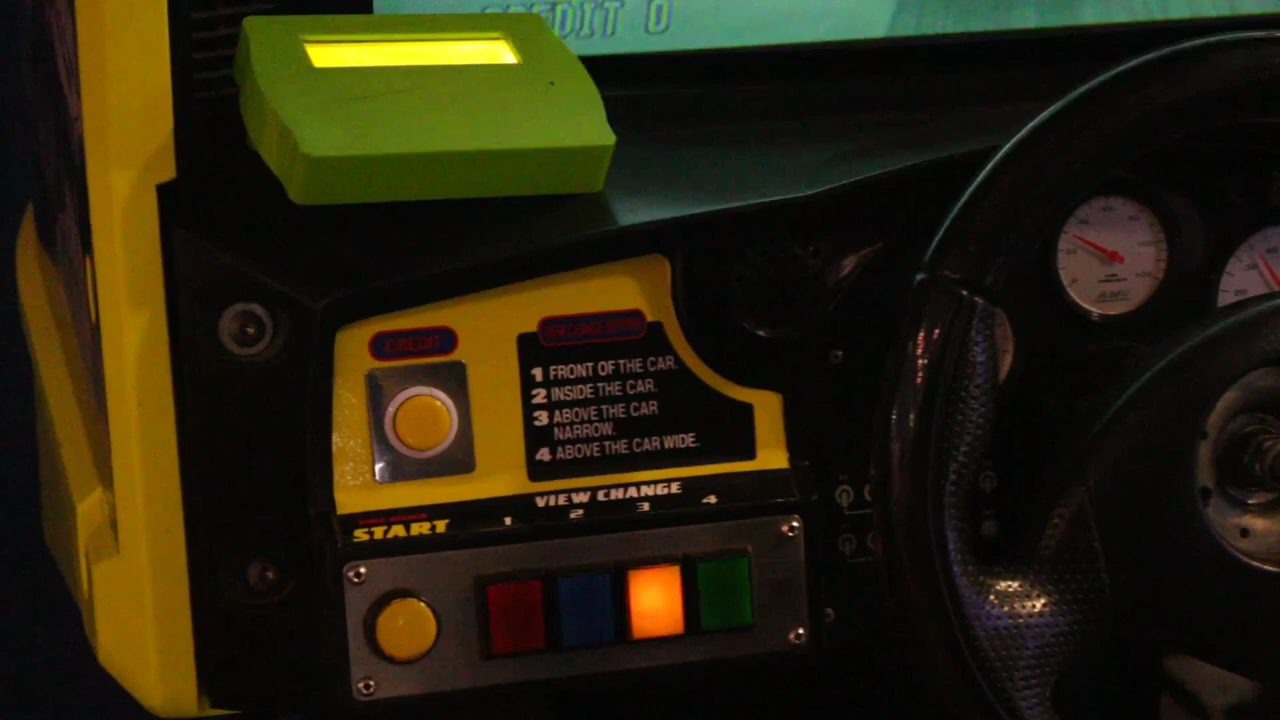 CREDIT 0
CREDIT
1 FRONT OF THE CAR.
2 INSIDE THE CAR.
3 ABOVE THE CAR
NARROW.
4 ABOVE THE CAR WIDE.
VIEW CHANGE
1 2 3 4
START